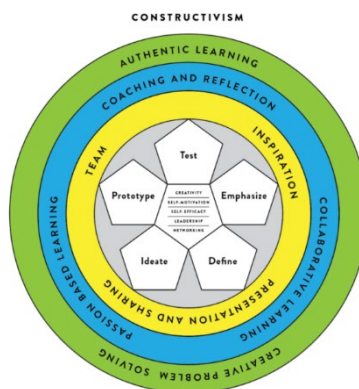 CONSTRUCTIVISM
AUTHENTIC LEARNING
COACHING AND REFLECTION
TEAM
INSPIRATION
Test
Prototype
CREATIVITY
SELF-MOTIVATION
SELF-EFFICACY
LEADERSHIP
NETWORKING
Emphasize
Ideate
Define
PRESENTATION AND SHARING
PASSION BASED LEARNING
COLLABORATIVE LEARNING
CREATIVE PROBLEM SOLVING